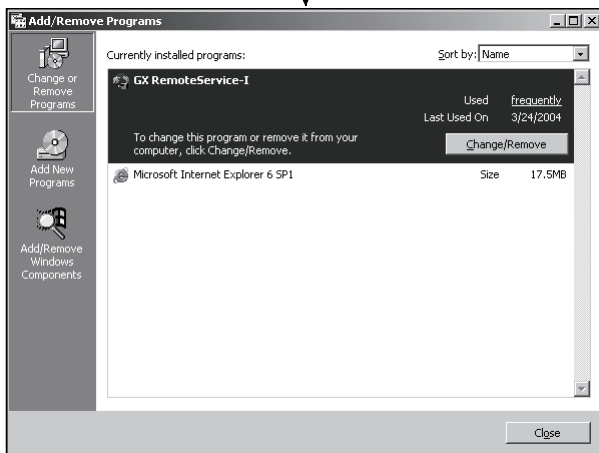 Add/Remove Programs
Change or
Remove
Programs
Add New
Programs
Add/Remove
Windows
Components
Currently installed programs:
Sort by: Name
GX RemoteService-I
Used frequently
Last Used On 3/24/2004
To change this program or remove it from your
computer, click Change/Remove.
Change/Remove
Microsoft Internet Explorer 6 SP1
Size 17.5MB
Close